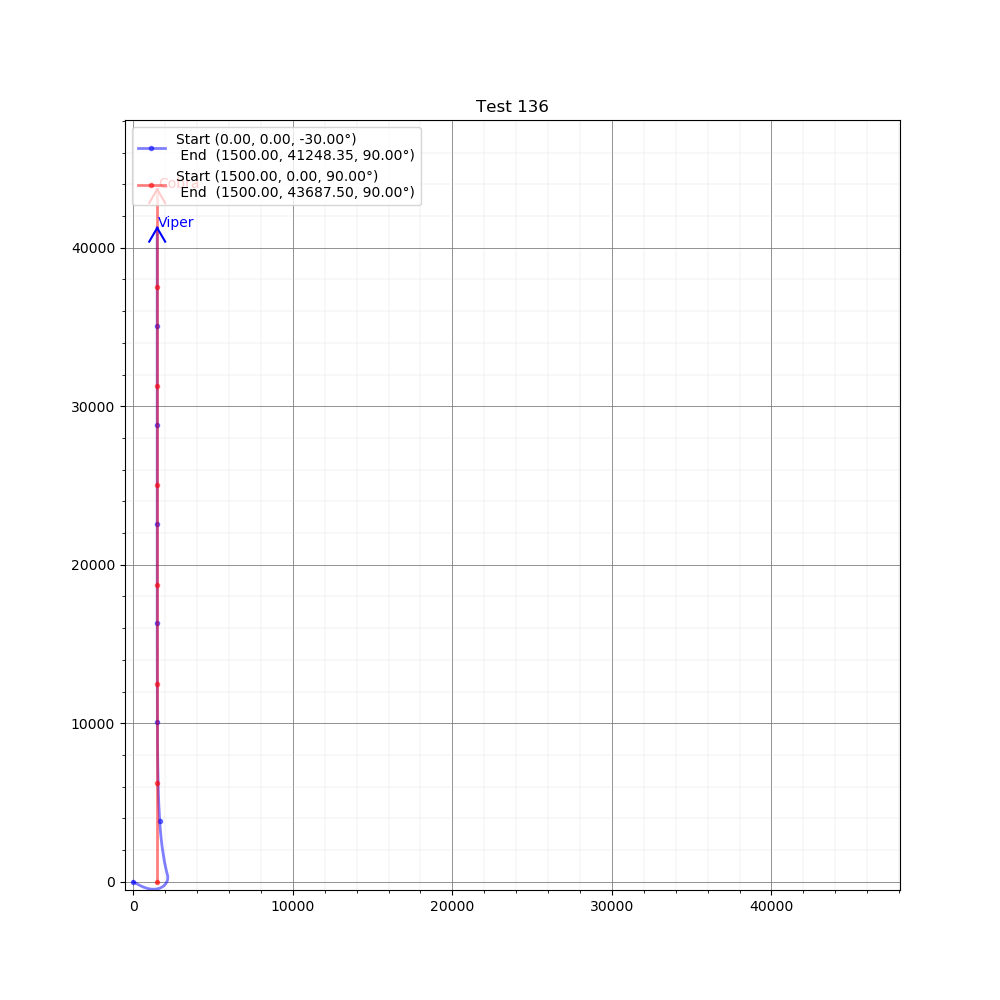 Test 136
Start (0.00, 0.00, -30.00°)
End (1500.00, 41248.35, 90.00°)
Start (1500.00, 0.00, 90.00°)
End (1500.00, 43687.50, 90.00°)
Viper
40000
30000
20000
10000
0
0 10000 20000 30000 40000